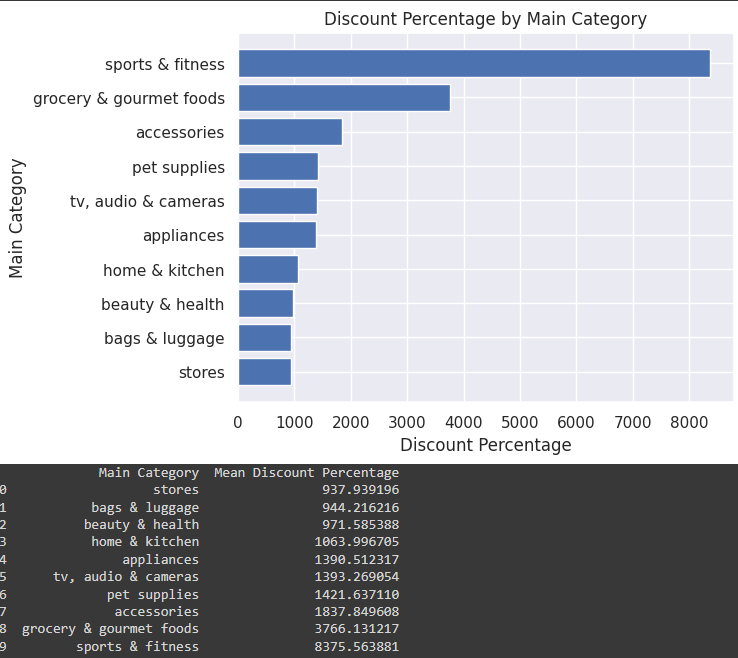 Discount Percentage by Main Category
Main Category
sports & fitness
grocery & gourmet foods
accessories
pet supplies
tv, audio & cameras
appliances
home & kitchen
beauty & health
bags & luggage
stores
0 1000 2000 3000 4000 5000 6000 7000 8000
Discount Percentage
Main Category Mean Discount Percentage
0 stores 937.939196
1 bags & luggage 944.216216
2 beauty & health 971.585388
3 home & kitchen 1063.996705
4 appliances 1390.512317
5 tv, audio & cameras 1393.269054
6 pet supplies 1421.637110
7 accessories 1837.849608
8 grocery & gourmet foods 3766.131217
9 sports & fitness 8375.563881